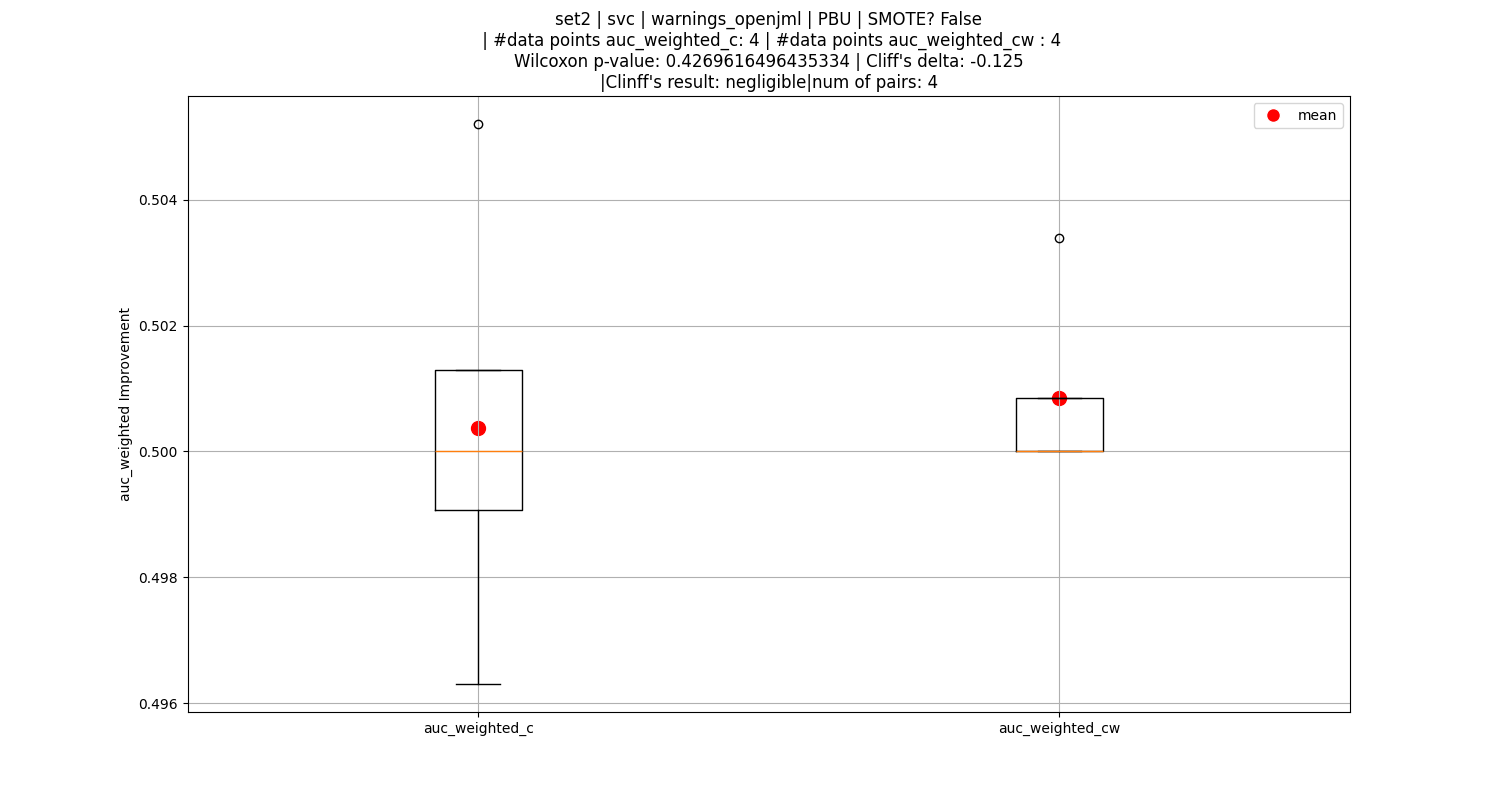 set2 | svc | warnings_openjml | PBU | SMOTE? False
| #data points auc_weighted_c: 4 | #data points auc_weighted_cw : 4
Wilcoxon p-value: 0.4269616496435334 | Cliff's delta: -0.125
|Clinff's result: negligible|num of pairs: 4
mean
0.504
0.502
0.500
0.498
0.496
auc_weighted Improvement
auc_weighted_c
auc_weighted_cw